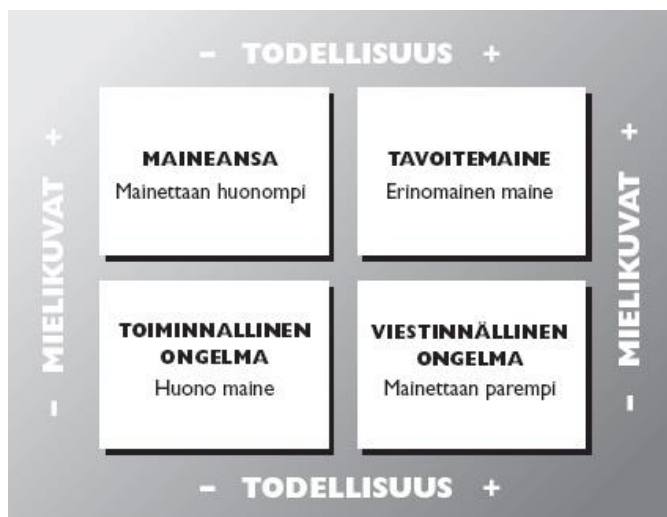 – TODELLISUUS +
– MIELIKUVAT +
MAINEANSA
Mainettaan huonompi
TAVOITEMAINE
Erinomainen maine
– MIELIKUVAT +
TOIMINNALLINEN
ONGELMA
Huono maine
VIESTINNÄLLINEN
ONGELMA
Mainettaan parempi
– TODELLISUUS +